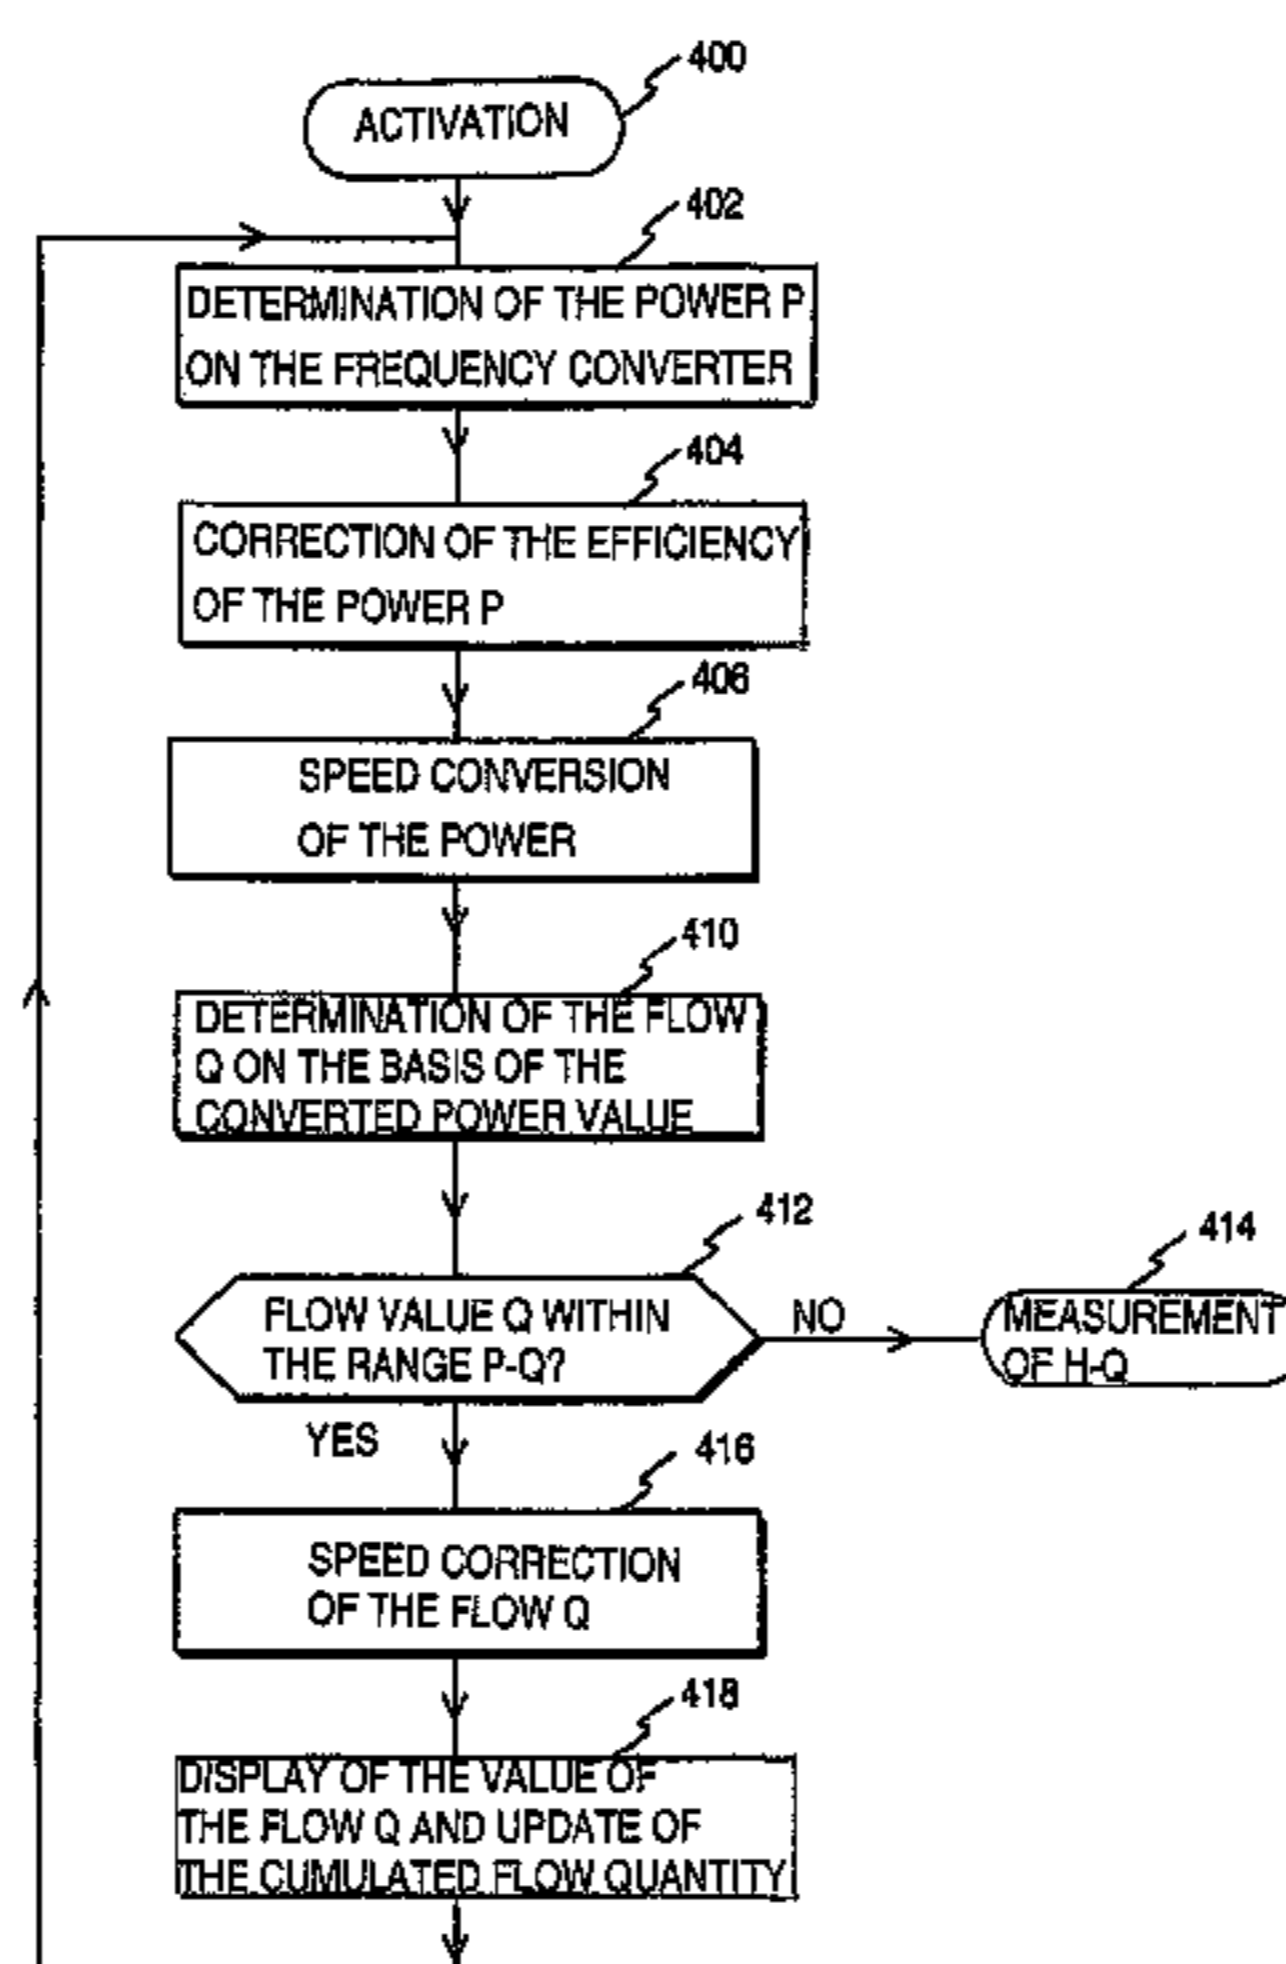 400
ACTIVATION
402
DETERMINATION OF THE POWER P
ON THE FREQUENCY CONVERTER
404
CORRECTION OF THE EFFICIENCY
OF THE POWER P
406
SPEED CONVERSION
OF THE POWER
410
DETERMINATION OF THE FLOW
Q ON THE BASIS OF THE
CONVERTED POWER VALUE
412
FLOW VALUE Q WITHIN
THE RANGE P-Q?
NO
414
MEASUREMENT
OF H-Q
YES
416
SPEED CORRECTION
OF THE FLOW Q
418
DISPLAY OF THE VALUE OF
THE FLOW Q AND UPDATE OF
THE CUMULATED FLOW QUANTITY